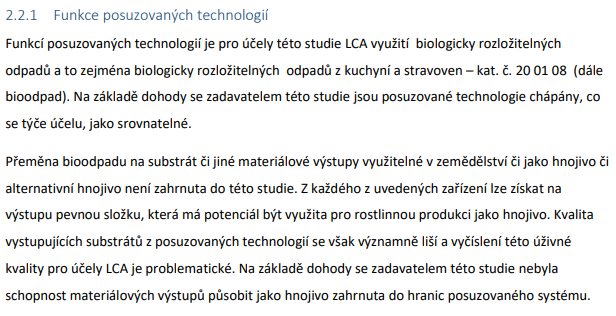 2.2.1 Funkce posuzovaných technologií
Funkcí posuzovaných technologií je pro účely této studie LCA využití biologicky rozložitelných
odpadů a to zejména biologicky rozložitelných odpadů z kuchyní a stravoven – kat. č. 20 01 08 (dále
bioodpad). Na základě dohody se zadavatelem této studie jsou posuzované technologie chápány, co
se týče účelu, jako srovnatelné.
Přeměna bioodpadu na substrát či jiné materiálové výstupy využitelné v zemědělství či jako hnojivo či
alternativní hnojivo není zahrnuta do této studie. Z každého z uvedených zařízení lze získat na
výstupu pevnou složku, která má potenciál být využita pro rostlinnou produkci jako hnojivo. Kvalita
vystupujících substrátů z posuzovaných technologií se však významně liší a vyčíslení této úživné
kvality pro účely LCA je problematické. Na základě dohody se zadavatelem této studie nebyla
schopnost materiálových výstupů působit jako hnojivo zahrnuta do hranic posuzovaného systému.